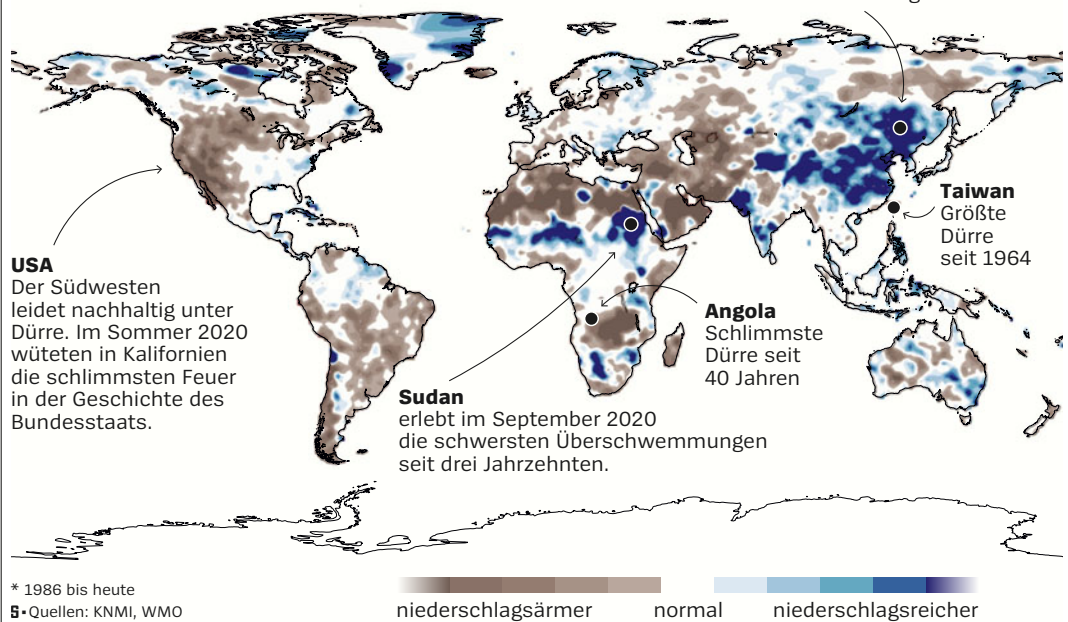 USA
Der Südwesten
leidet nachhaltig unter
Dürre. Im Sommer 2020
wüteten in Kalifornien
die schlimmsten Feuer
in der Geschichte des
Bundesstaats.
Sudan
erlebt im September 2020
die schwersten Überschwemmungen
seit drei Jahrzehnten.
Angola
Schlimmste
Dürre seit
40 Jahren
Taiwan
Größte
Dürre
seit 1964
* 1986 bis heute
S▪Quellen: KNMI, WMO
niederschlagsärmer normal niederschlagsreicher